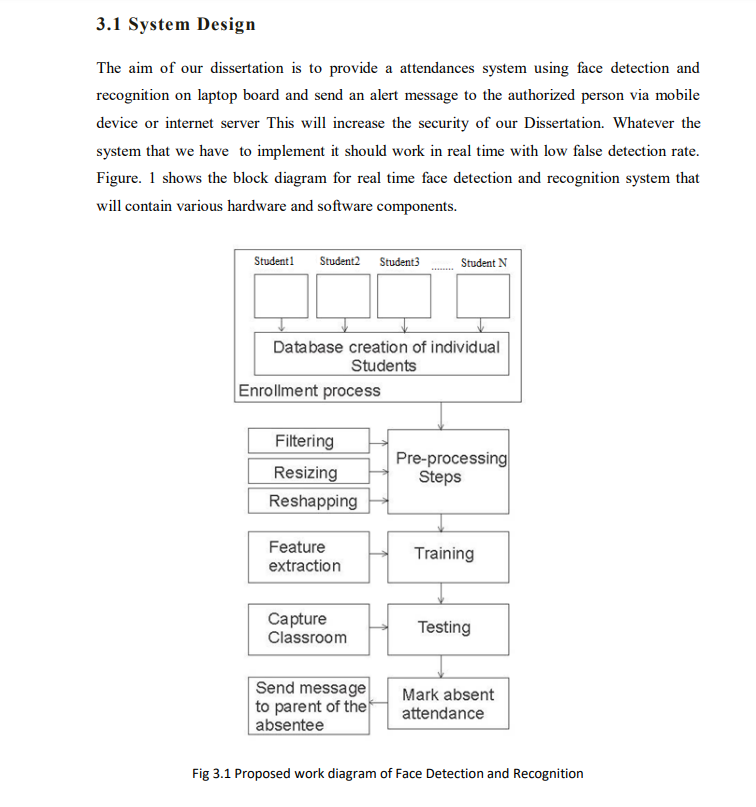 3.1 System Design
The aim of our dissertation is to provide a attendances system using face detection and
recognition on laptop board and send an alert message to the authorized person via mobile
device or internet server This will increase the security of our Dissertation. Whatever the
system that we have to implement it should work in real time with low false detection rate.
Figure. 1 shows the block diagram for real time face detection and recognition system that
will contain various hardware and software components.
Student1 Student2 Student3 ........ Student N
Database creation of individual
Students
Enrollment process
Filtering
Resizing
Reshapping
Pre-processing
Steps
Feature
extraction
Training
Capture
Classroom
Testing
Send message
to parent of the
absentee
Mark absent
attendance
Fig 3.1 Proposed work diagram of Face Detection and Recognition